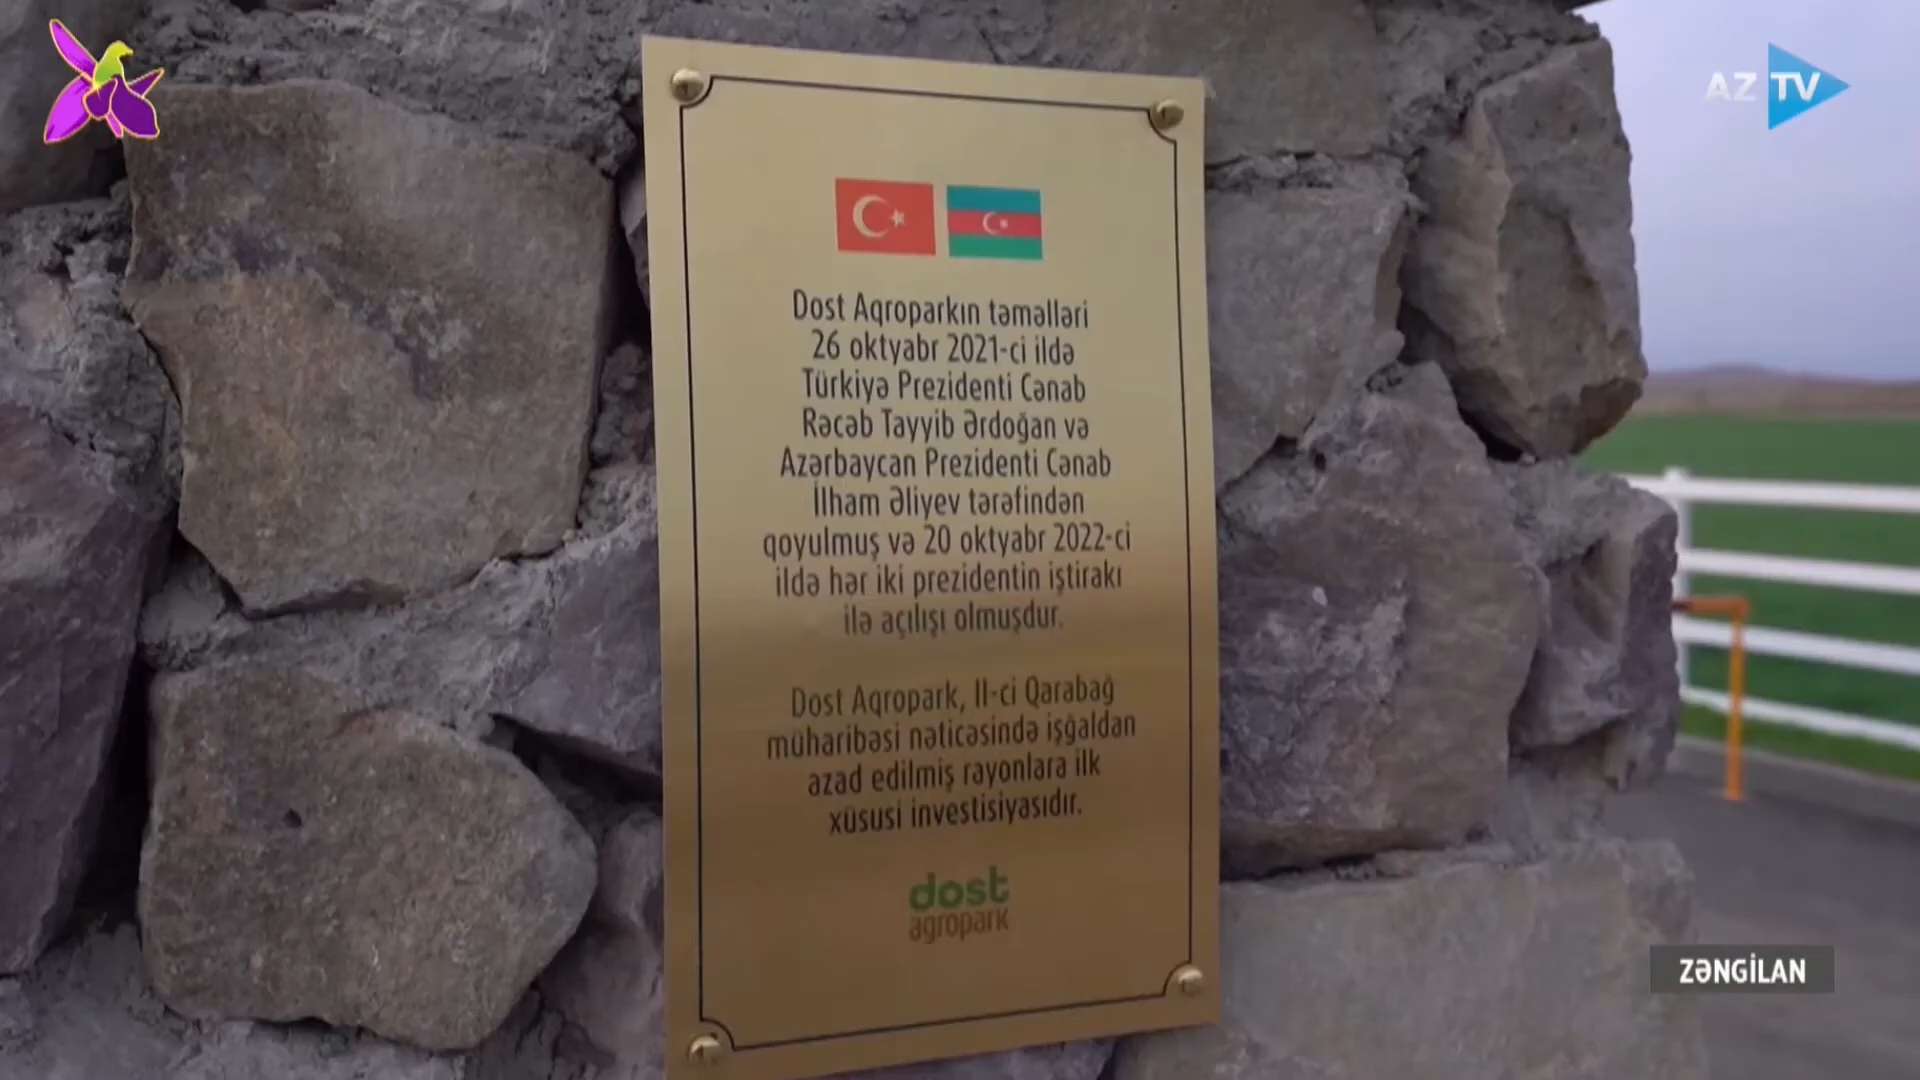 AZTV
Dost Aqroparkın təməlləri
26 oktyabr 2021-ci ildə
Türkiyə Prezidenti Cənab
Rəcəb Tayyib Ərdoğan və
Azərbaycan Prezidenti Cənab
İlham Əliyev tərəfindən
qoyulmuş və 20 oktyabr 2022-ci
ildə hər iki prezidentin iştirakı
ilə açılışı olmuşdur.
Dost Aqropark, II-ci Qarabağ
müharibəsi nəticəsində işğaldan
azad edilmiş rayonlara ilk
xüsusi investisiyasıdır.
dost
agropark
ZƏNGİLAN